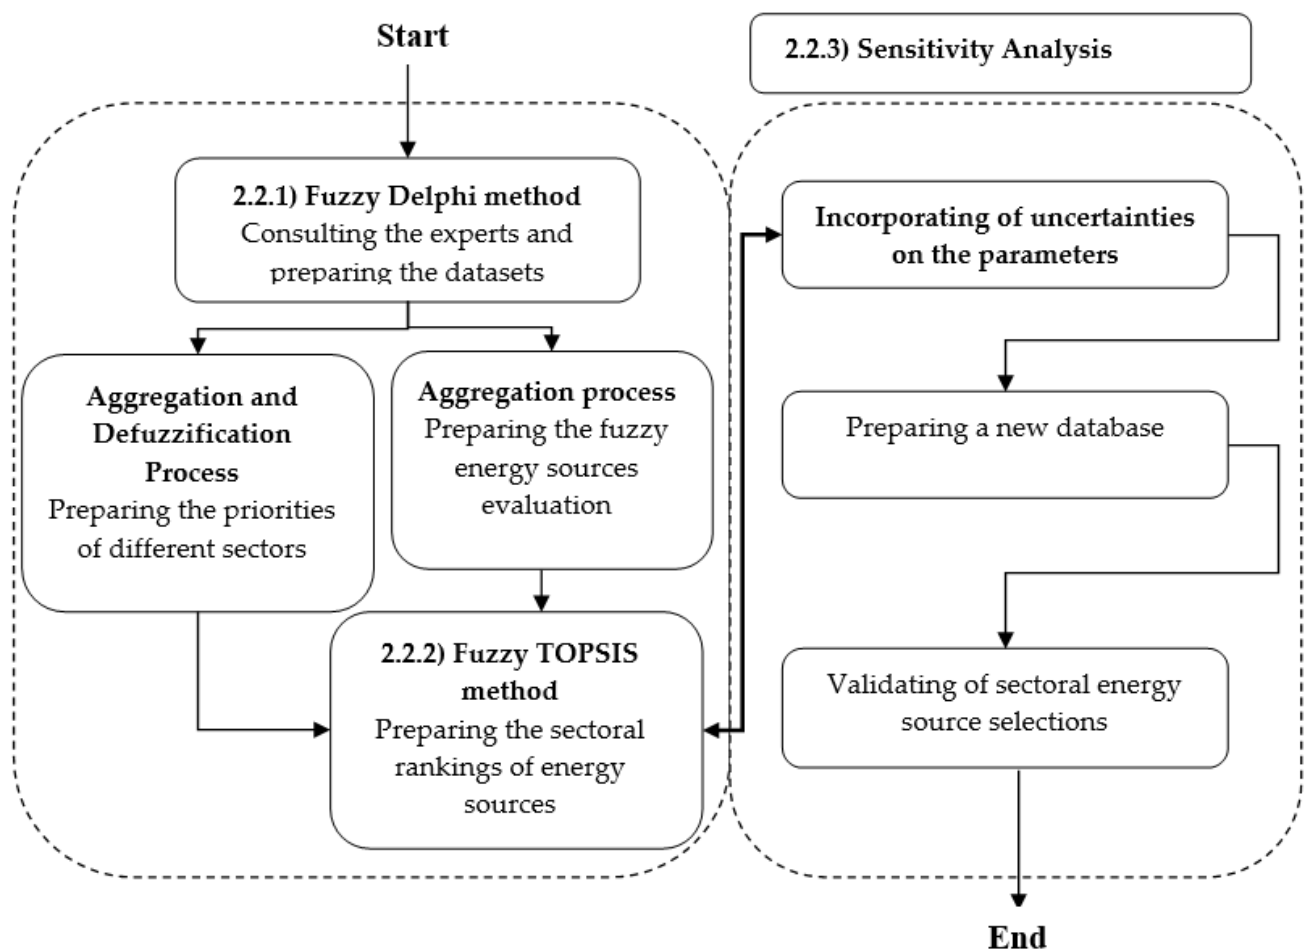 Start
2.2.1) Fuzzy Delphi method
Consulting the experts and
preparing the datasets
Aggregation and
Defuzzification
Process
Preparing the priorities
of different sectors
Aggregation process
Preparing the fuzzy
energy sources
evaluation
2.2.2) Fuzzy TOPSIS
method
Preparing the sectoral
rankings of energy
sources
2.2.3) Sensitivity Analysis
Incorporating of uncertainties
on the parameters
Preparing a new database
Validating of sectoral energy
source selections
End